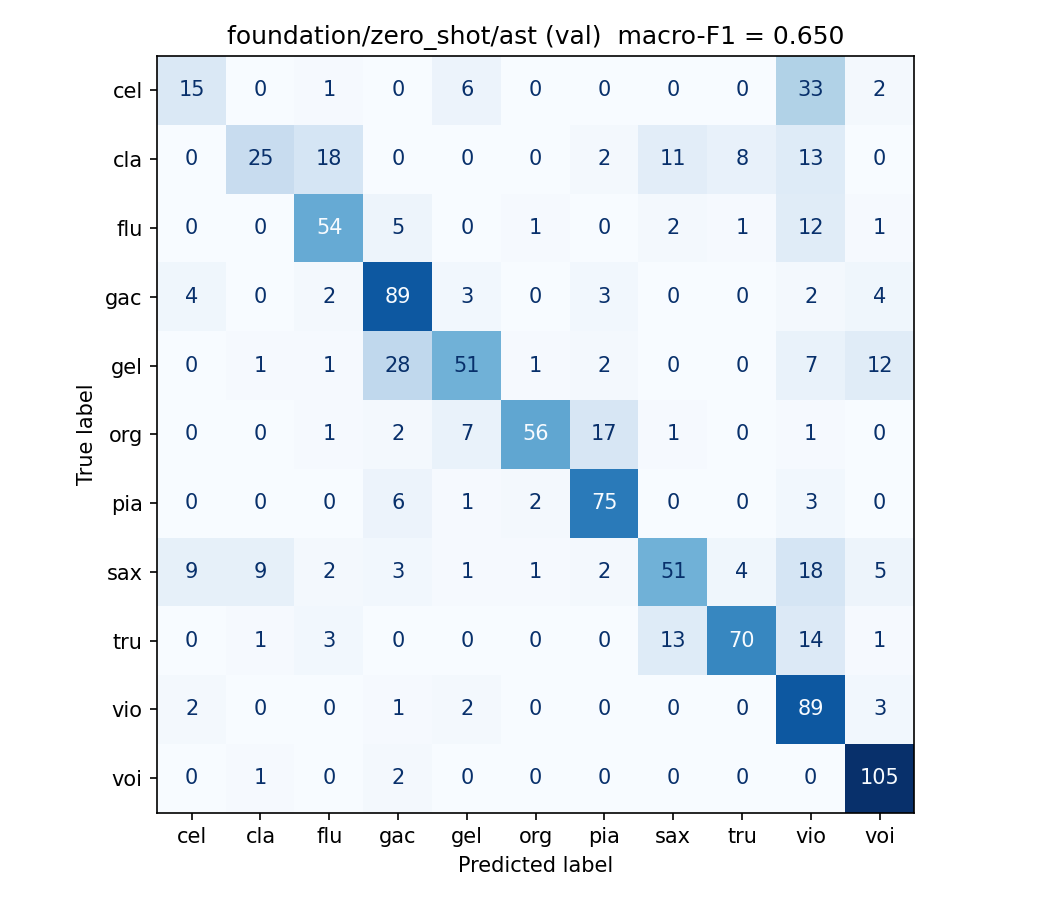 foundation/zero_shot/ast (val)  macro-F1 = 0.650
cel 15 0 1 0 6 0 0 0 0 33 2
cla 0 25 18 0 0 0 2 11 8 13 0
flu 0 0 54 5 0 1 0 2 1 12 1
gac 4 0 2 89 3 0 3 0 0 2 4
gel 0 1 1 28 51 1 2 0 0 7 12
org 0 0 1 2 7 56 17 1 0 1 0
pia 0 0 0 6 1 2 75 0 0 3 0
sax 9 9 2 3 1 1 2 51 4 18 5
tru 0 1 3 0 0 0 0 13 70 14 1
vio 2 0 0 1 2 0 0 0 0 89 3
voi 0 1 0 2 0 0 0 0 0 0 105
cel cla flu gac gel org pia sax tru vio voi
Predicted label
True label